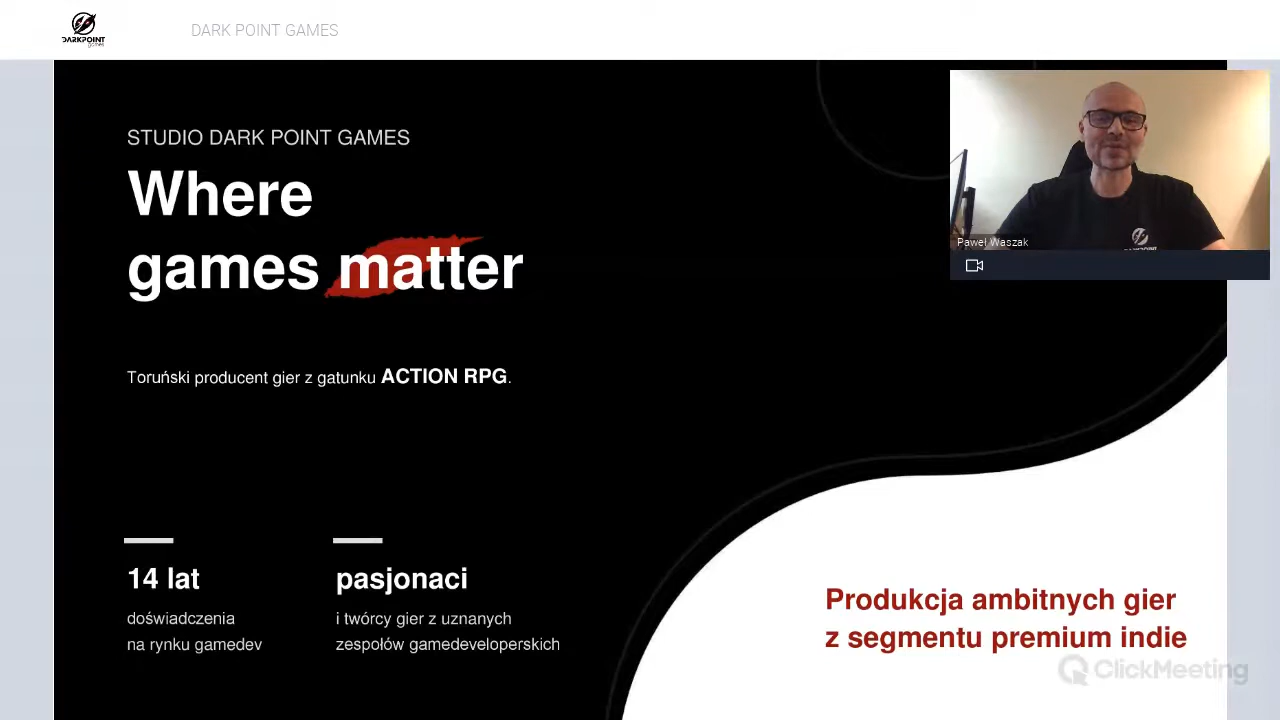 DARKPOINT
games
DARK POINT GAMES
STUDIO DARK POINT GAMES
Where
games matter
Toruński producent gier z gatunku ACTION RPG.
Paweł Waszak
DARKPOINT
14 lat
doświadczenia
na rynku gamedev
pasjonaci
i twórcy gier z uznanych
zespołów gamedeveloperskich
Produkcja ambitnych gier
z segmentu premium indie
ClickMeeting